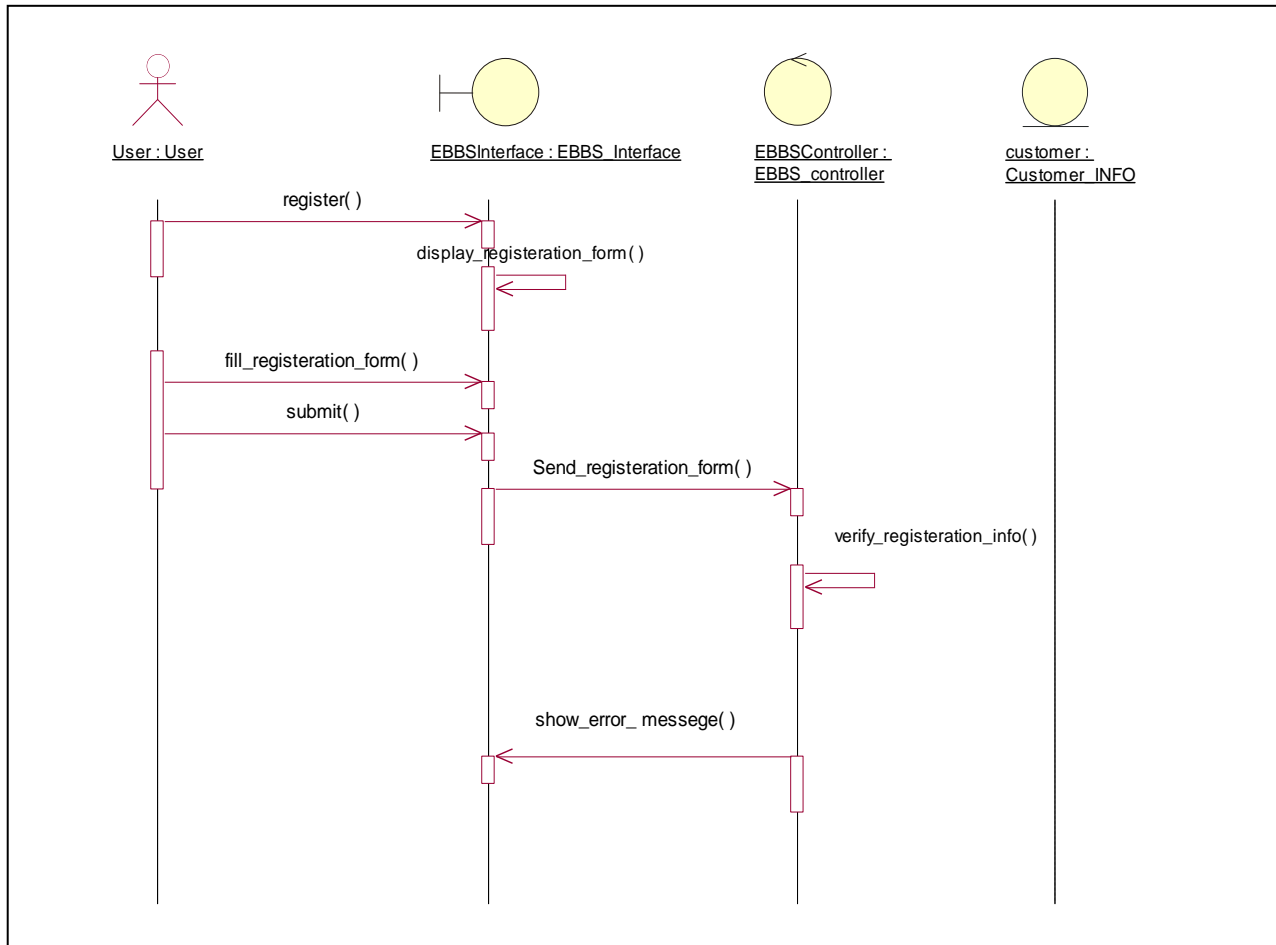 User : User
EBBSInterface : EBBS_Interface
EBBSController :
EBBS_controller
customer :
Customer_INFO
register( )
display_registeration_form( )
fill_registeration_form( )
submit( )
Send_registeration_form( )
verify_registeration_info( )
show_error_ messege( )